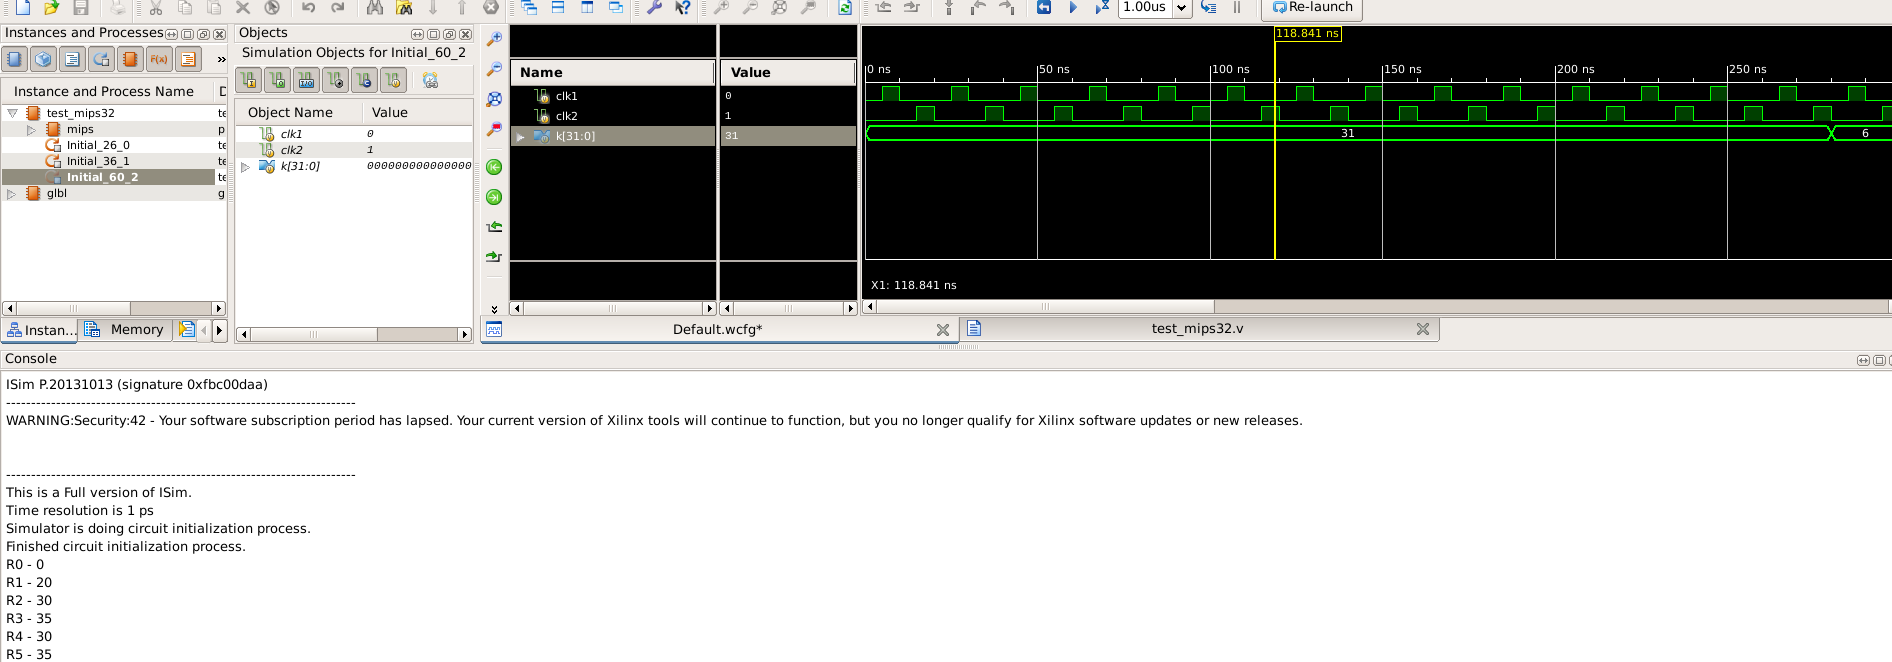 1.00us
Re-launch
Instances and Processes
»
Instance and Process Name
D
test_mips32
te
mips
p
Initial_26_0
te
Initial_36_1
te
Initial_60_2
te
glbl
g
Instan...
Memory
Objects
Simulation Objects for Initial_60_2
Object Name
Value
clk1
0
clk2
1
k[31:0]
000000000000000
Name
Value
clk1
0
clk2
1
k[31:0]
31
118.841 ns
0 ns
50 ns
100 ns
150 ns
200 ns
250 ns
31
6
X1: 118.841 ns
Default.wcfg*
test_mips32.v
Console
ISim P.20131013 (signature 0xfbc00daa)
----------------------------------------------------------------------
WARNING:Security:42 - Your software subscription period has lapsed. Your current version of Xilinx tools will continue to function, but you no longer qualify for Xilinx software updates or new releases.
----------------------------------------------------------------------
This is a Full version of ISim.
Time resolution is 1 ps
Simulator is doing circuit initialization process.
Finished circuit initialization process.
R0 - 0
R1 - 20
R2 - 30
R3 - 35
R4 - 30
R5 - 35